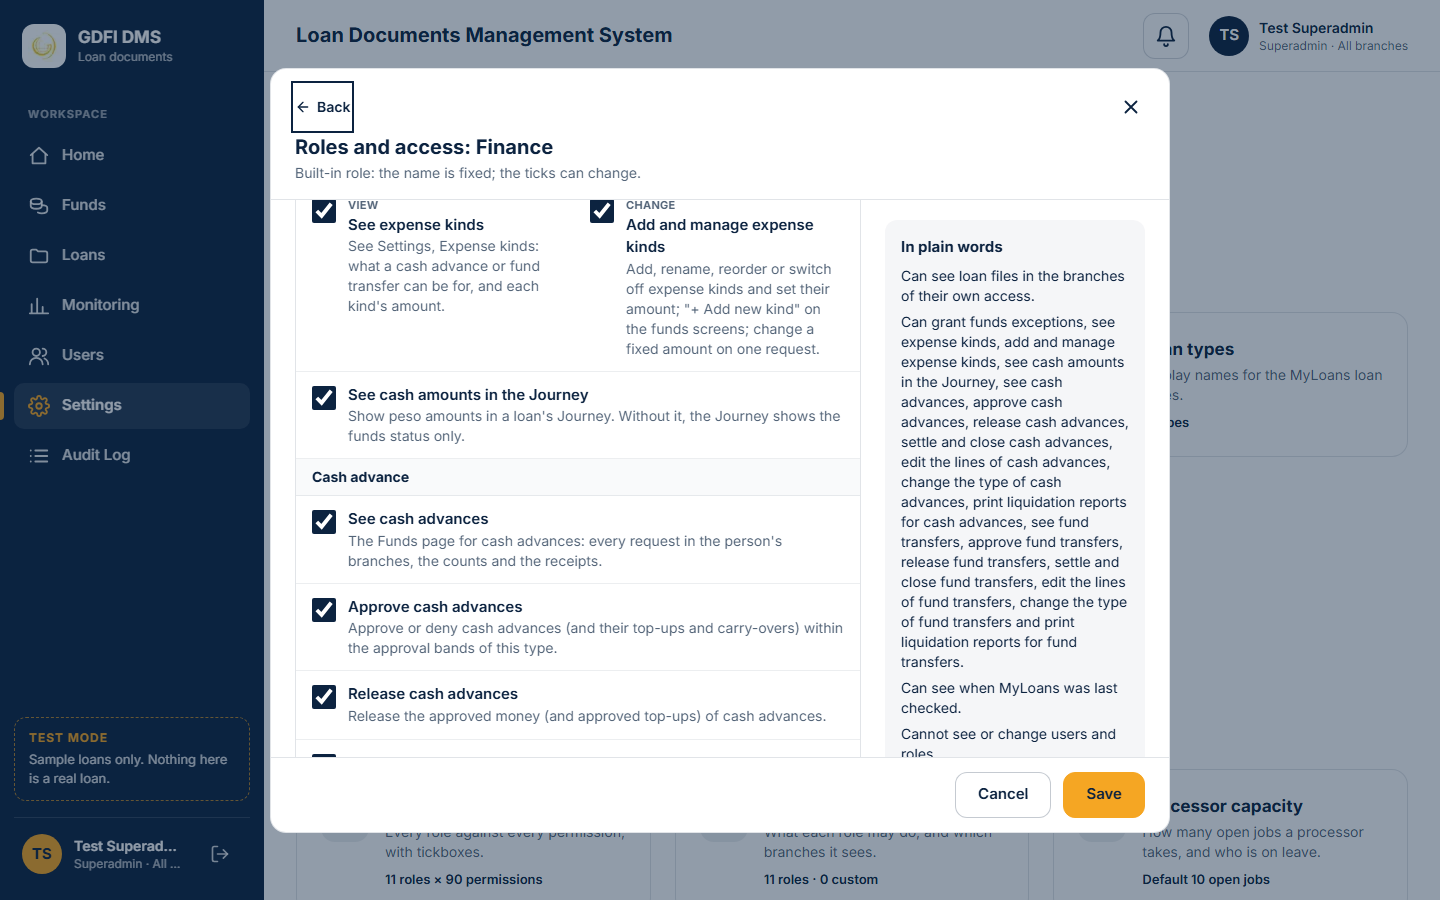 GDFI DMS
Loan documents
WORKSPACE
Home
Funds
Loans
Monitoring
Users
Settings
Audit Log
TEST MODE
Sample loans only. Nothing here
is a real loan.
TS
Test Superad...
Superadmin · All ...
Loan Documents Management System
TS
Test Superadmin
Superadmin · All branches
Back
Roles and access: Finance
Built-in role: the name is fixed; the ticks can change.
VIEW
See expense kinds
See Settings, Expense kinds:
what a cash advance or fund
transfer can be for, and each
kind's amount.
CHANGE
Add and manage expense
kinds
Add, rename, reorder or switch
off expense kinds and set their
amount; "+ Add new kind" on
the funds screens; change a
fixed amount on one request.
See cash amounts in the Journey
Show peso amounts in a loan's Journey. Without it, the Journey shows the
funds status only.
Cash advance
See cash advances
The Funds page for cash advances: every request in the person's
branches, the counts and the receipts.
Approve cash advances
Approve or deny cash advances (and their top-ups and carry-overs) within
the approval bands of this type.
Release cash advances
Release the approved money (and approved top-ups) of cash advances.
In plain words
Can see loan files in the branches
of their own access.
Can grant funds exceptions, see
expense kinds, add and manage
expense kinds, see cash amounts
in the Journey, see cash
advances, approve cash
advances, release cash advances,
settle and close cash advances,
edit the lines of cash advances,
change the type of cash
advances, print liquidation reports
for cash advances, see fund
transfers, approve fund transfers,
release fund transfers, settle and
close fund transfers, edit the lines
of fund transfers, change the type
of fund transfers and print
liquidation reports for fund
transfers.
Can see when MyLoans was last
checked.
Cannot see or change users and
roles
Cancel
Save
types
names for the MyLoans loan
Every role against every permission,
with tickboxes.
11 roles × 90 permissions
What each role may do, and which
branches it sees.
11 roles · 0 custom
capacity
How many open jobs a processor
takes, and who is on leave.
Default 10 open jobs